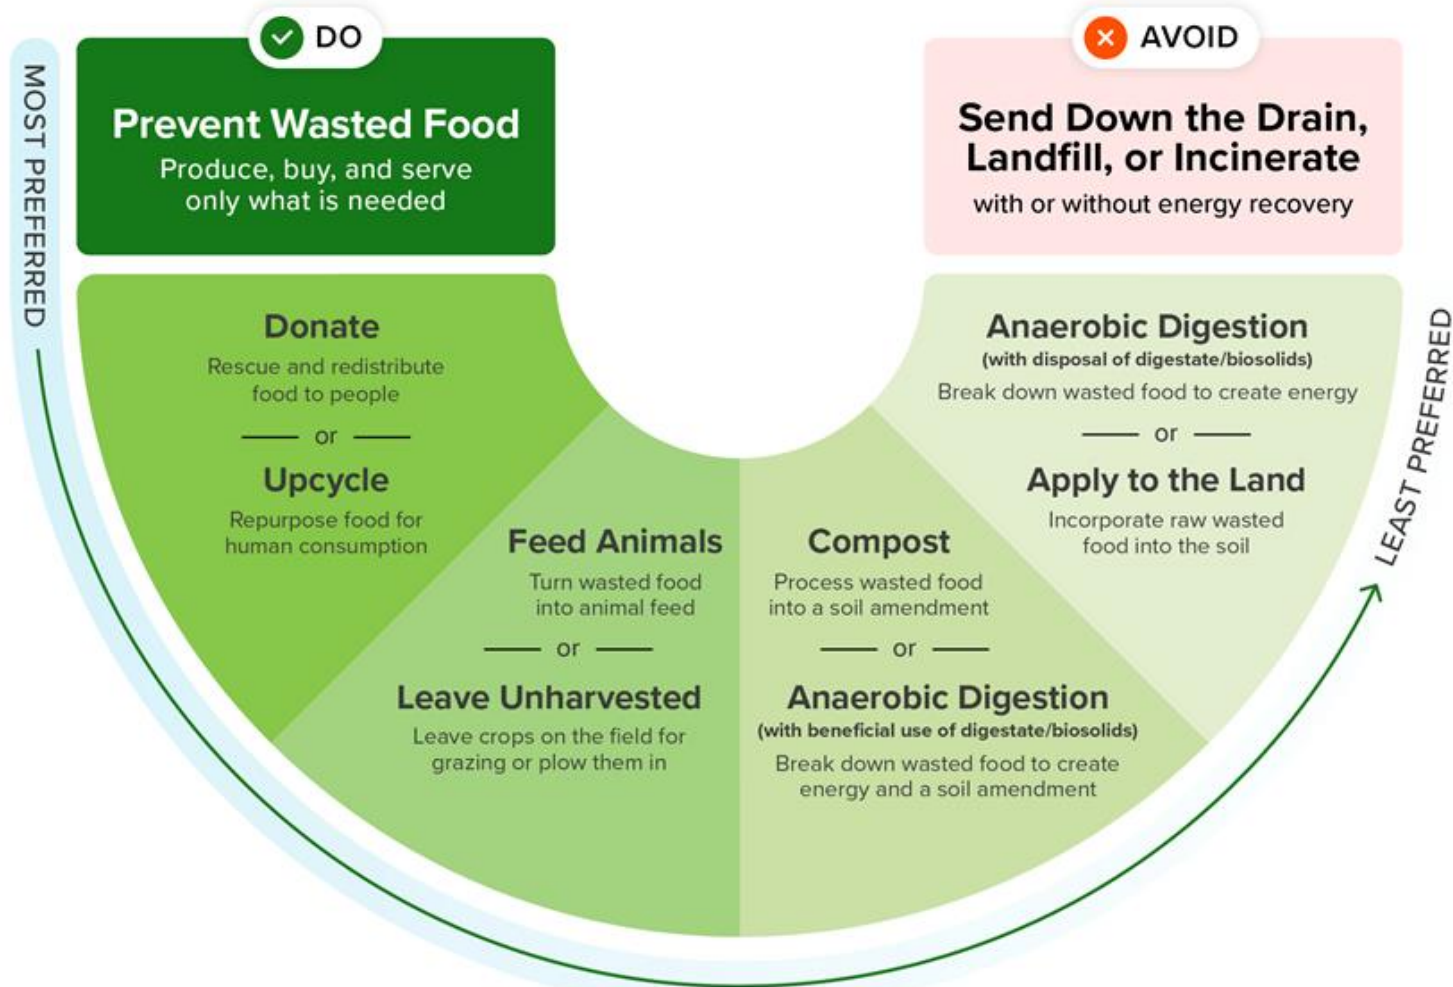 DO
MOST PREFERRED
Prevent Wasted Food
Produce, buy, and serve
only what is needed
Donate
Rescue and redistribute
food to people
or
Upcycle
Repurpose food for
human consumption
Feed Animals
Turn wasted food
into animal feed
or
Leave Unharvested
Leave crops on the field for
grazing or plow them in
Compost
Process wasted food
into a soil amendment
or
Anaerobic Digestion
(with beneficial use of digestate/biosolids)
Break down wasted food to create
energy and a soil amendment
Anaerobic Digestion
(with disposal of digestate/biosolids)
Break down wasted food to create energy
or
Apply to the Land
Incorporate raw wasted
food into the soil
LEAST PREFERRED
AVOID
Send Down the Drain,
Landfill, or Incinerate
with or without energy recovery